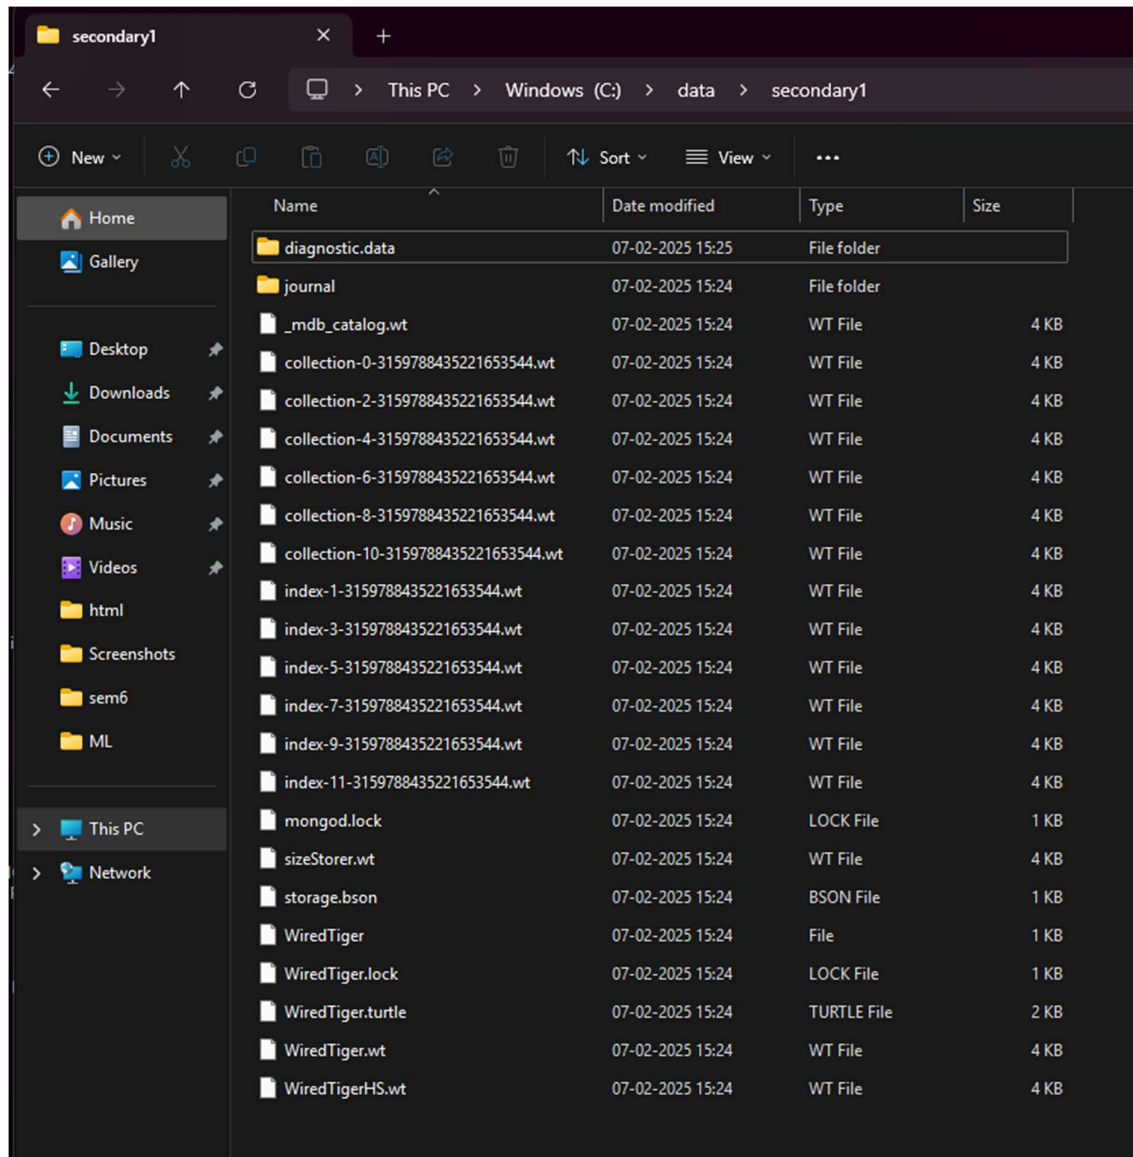 secondary1
This PC > Windows (C:) > data > secondary1
New Sort View ...
Name Date modified Type Size
Home
Gallery
Desktop
Downloads
Documents
Pictures
Music
Videos
html
Screenshots
sem6
ML
This PC
Network
diagnostic.data 07-02-2025 15:25 File folder
journal 07-02-2025 15:24 File folder
_mdb_catalog.wt 07-02-2025 15:24 WT File 4 KB
collection-0-3159788435221653544.wt 07-02-2025 15:24 WT File 4 KB
collection-2-3159788435221653544.wt 07-02-2025 15:24 WT File 4 KB
collection-4-3159788435221653544.wt 07-02-2025 15:24 WT File 4 KB
collection-6-3159788435221653544.wt 07-02-2025 15:24 WT File 4 KB
collection-8-3159788435221653544.wt 07-02-2025 15:24 WT File 4 KB
collection-10-3159788435221653544.wt 07-02-2025 15:24 WT File 4 KB
index-1-3159788435221653544.wt 07-02-2025 15:24 WT File 4 KB
index-3-3159788435221653544.wt 07-02-2025 15:24 WT File 4 KB
index-5-3159788435221653544.wt 07-02-2025 15:24 WT File 4 KB
index-7-3159788435221653544.wt 07-02-2025 15:24 WT File 4 KB
index-9-3159788435221653544.wt 07-02-2025 15:24 WT File 4 KB
index-11-3159788435221653544.wt 07-02-2025 15:24 WT File 4 KB
mongod.lock 07-02-2025 15:24 LOCK File 1 KB
sizeStorer.wt 07-02-2025 15:24 WT File 4 KB
storage.bson 07-02-2025 15:24 BSON File 1 KB
WiredTiger 07-02-2025 15:24 File 1 KB
WiredTiger.lock 07-02-2025 15:24 LOCK File 1 KB
WiredTiger.turtle 07-02-2025 15:24 TURTLE File 2 KB
WiredTiger.wt 07-02-2025 15:24 WT File 4 KB
WiredTigerHS.wt 07-02-2025 15:24 WT File 4 KB